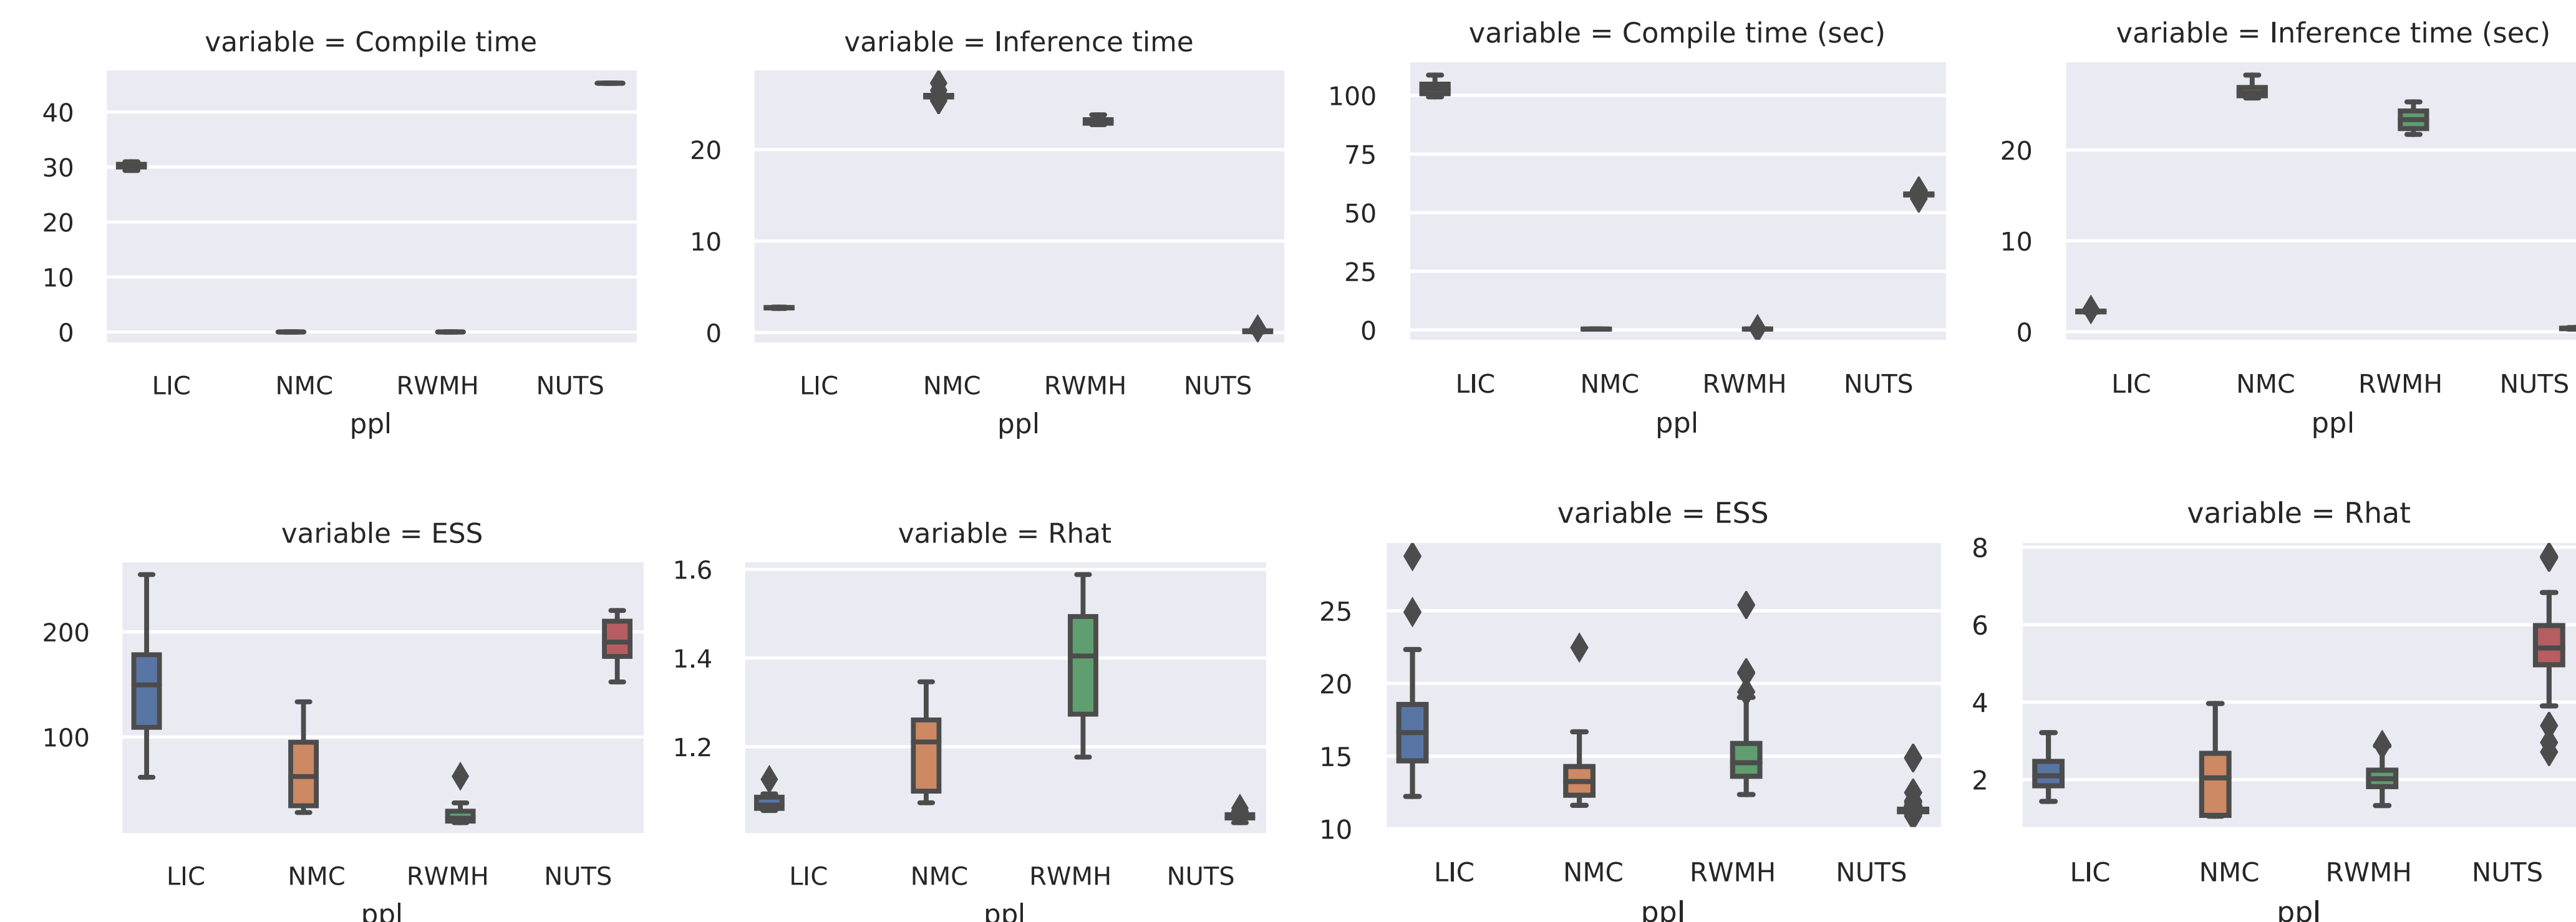 variable = Compile time
40
30
20
10
0
LIC NMC RWMH NUTS
ppl
variable = Inference time
20
10
0
LIC NMC RWMH NUTS
ppl
variable = Compile time (sec)
100
75
50
25
0
LIC NMC RWMH NUTS
ppl
variable = Inference time (sec)
20
10
0
LIC NMC RWMH NUTS
ppl
variable = ESS
200
100
LIC NMC RWMH NUTS
ppl
variable = Rhat
1.6
1.4
1.2
LIC NMC RWMH NUTS
ppl
variable = ESS
25
20
15
10
LIC NMC RWMH NUTS
ppl
variable = Rhat
8
6
4
2
LIC NMC RWMH NUTS
ppl